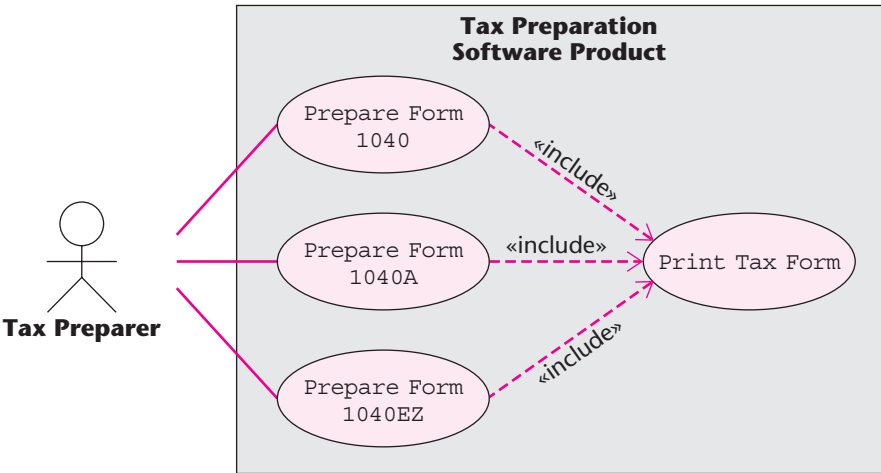 Tax Preparation
Software Product
Prepare Form
1040
«include»
Prepare Form
1040A
«include»
Print Tax Form
Tax Preparer
Prepare Form
1040EZ
«include»